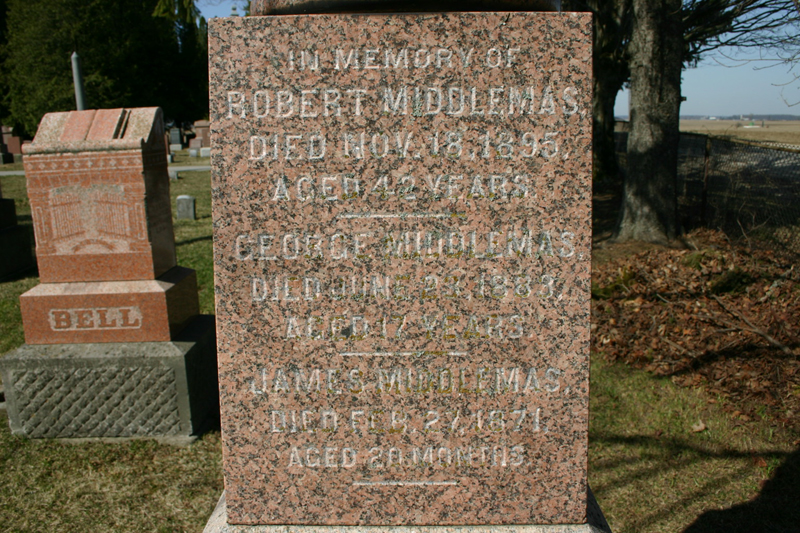 IN MEMORY OF
ROBERT MIDDLEMAS,
DIED NOV. 18, 1895,
AGED 42 YEARS
GEORGE MIDDLEMAS,
DIED JUNE 1883,
AGED 17 YEARS
JAMES MIDDLEMAS,
DIED FEB. 27, 1871,
AGED 20 MONTHS
BELL